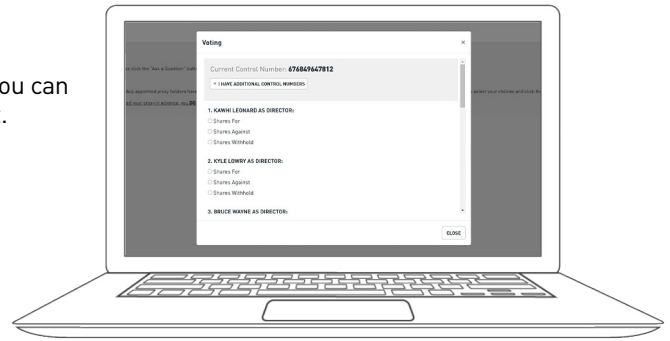 ou can
Voting ×
Current Control Number: 676849647812
I HAVE ADDITIONAL CONTROL NUMBERS
1. KAWHI LEONARD AS DIRECTOR:
Shares For
Shares Against
Shares Withheld
2. KYLE LOWRY AS DIRECTOR:
Shares For
Shares Against
Shares Withheld
3. BRUCE WAYNE AS DIRECTOR:
CLOSE